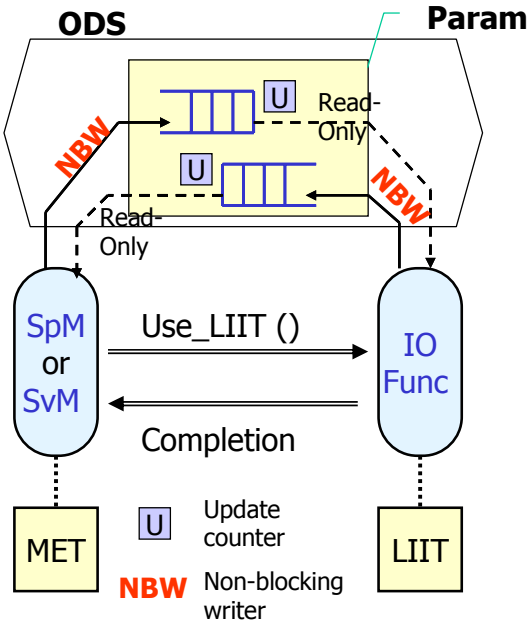 ODS
Param
U
Read-
Only
NBW
U
NBW
Read-
Only
SpM
or
SvM
Use_LIIT ()
IO
Func
Completion
MET
U
Update
counter
LIIT
NBW
Non-blocking
writer